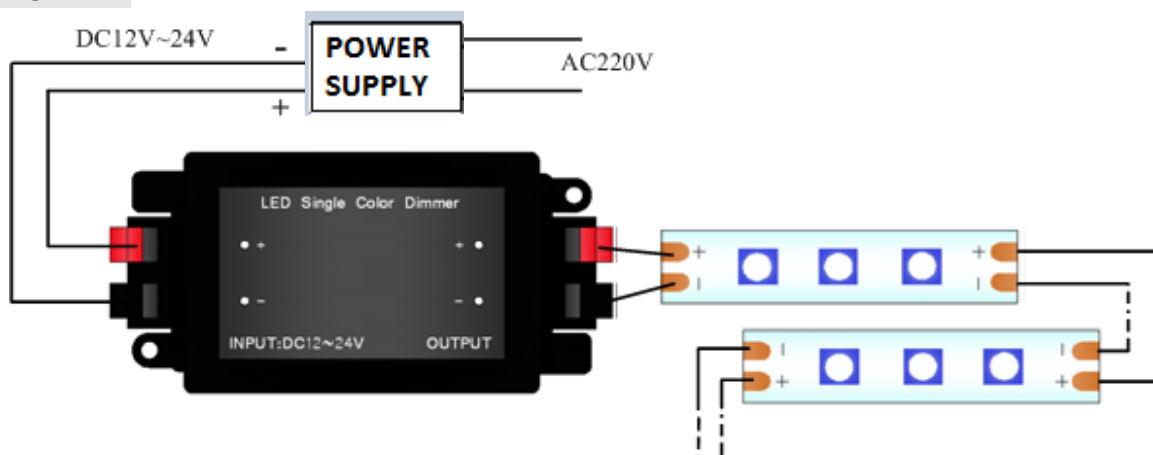 DC12V~24V
-
+
POWER
SUPPLY
AC220V
LED Single Color Dimmer
+ +
- -
INPUT:DC12~24V OUTPUT
+ +
- -
- -
+ +